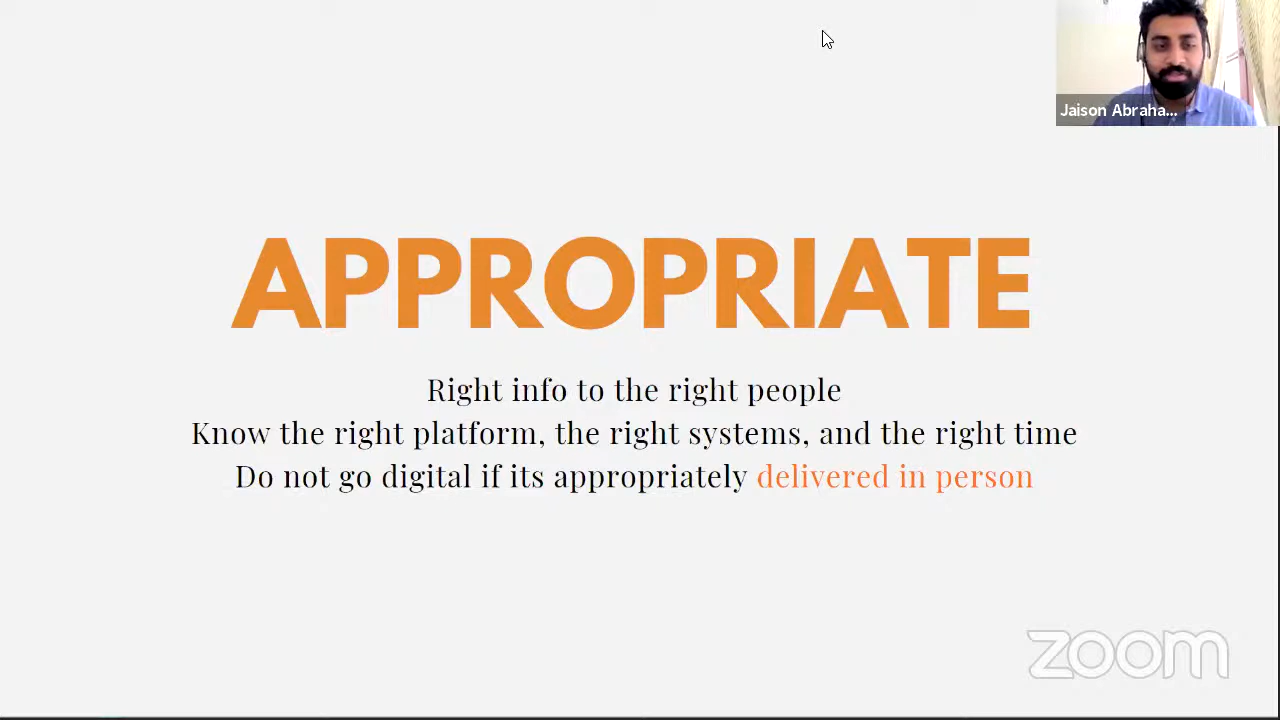 Jaison Abraha...
APPROPRIATE
Right info to the right people
Know the right platform, the right systems, and the right time
Do not go digital if its appropriately delivered in person
zoom